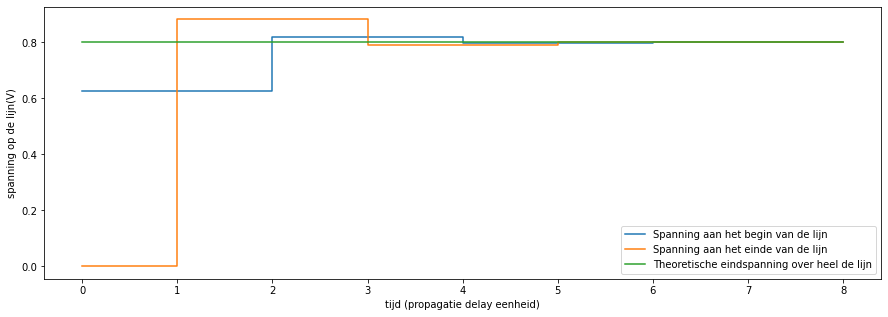 0.8
0.6
0.4
0.2
0.0
spanning op de lijn(V)
0 1 2 3 4 5 6 7 8
tijd (propagatie delay eenheid)
Spanning aan het begin van de lijn
Spanning aan het einde van de lijn
Theoretische eindspanning over heel de lijn